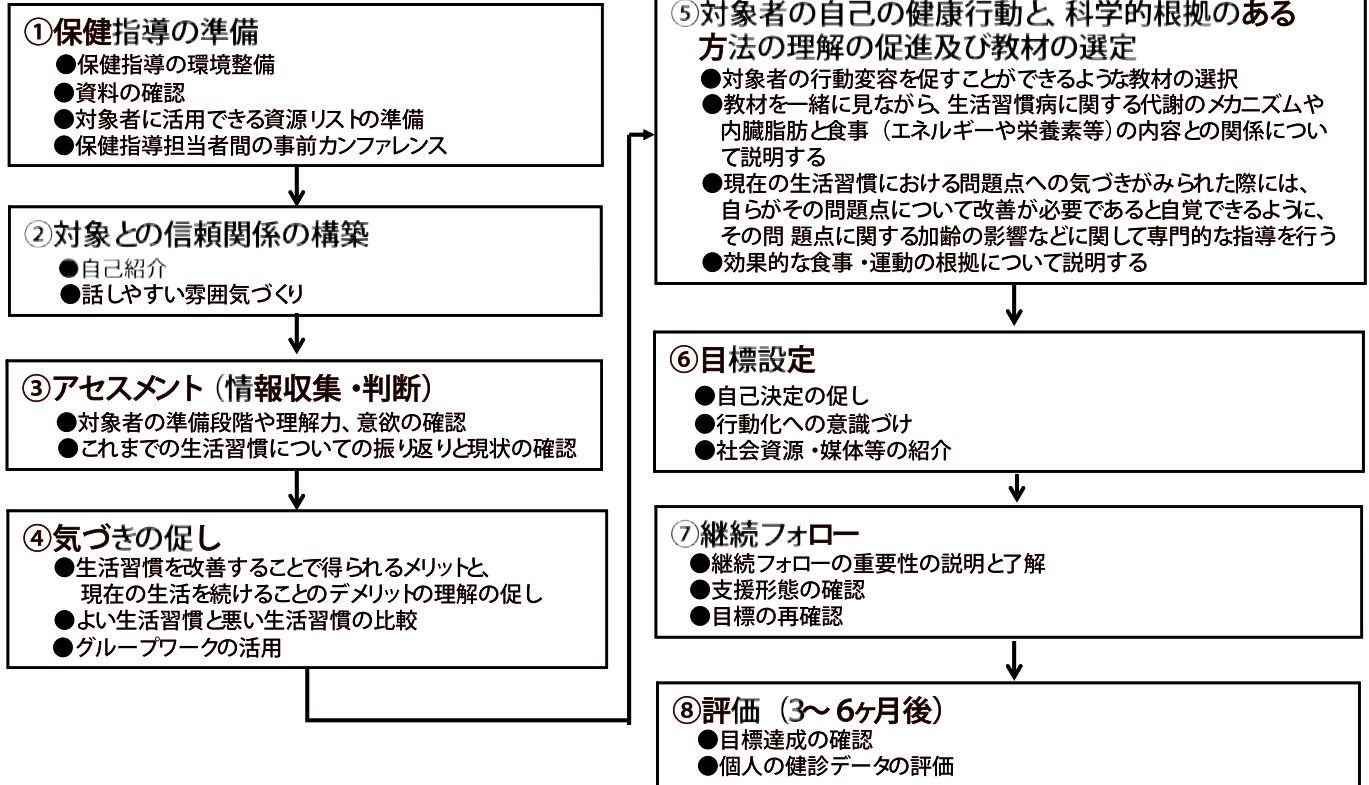 ①保健指導の準備
●保健指導の環境整備
●資料の確認
●対象者に活用できる資源リストの準備
●保健指導担当者間の事前カンファレンス
②対象との信頼関係の構築
●自己紹介
●話しやすい雰囲気づくり
③アセスメント（情報収集・判断）
●対象者の準備段階や理解力、意欲の確認
●これまでの生活習慣についての振り返りと現状の確認
④気づきの促し
●生活習慣を改善することで得られるメリットと、
現在の生活を続けることのデメリットの理解の促し
●よい生活習慣と悪い生活習慣の比較
●グループワークの活用
⑤対象者の自己の健康行動と、科学的根拠のある
方法の理解の促進及び教材の選定
●対象者の行動変容を促すことができるような教材の選択
●教材を一緒に見ながら、生活習慣病に関する代謝のメカニズムや
内臓脂肪と食事（エネルギーや栄養素等）の内容との関係につい
て説明する
●現在の生活習慣における問題点への気づきがみられた際には、
自らがその問題点について改善が必要であると自覚できるように、
その問 題点に関する加齢の影響などに関して専門的な指導を行う
●効果的な食事・運動の根拠について説明する
⑥目標設定
●自己決定の促し
●行動化への意識づけ
●社会資源・媒体等の紹介
⑦継続フォロー
●継続フォローの重要性の説明と了解
●支援形態の確認
●目標の再確認
⑧評価（3～6ヶ月後）
●目標達成の確認
●個人の健診データの評価